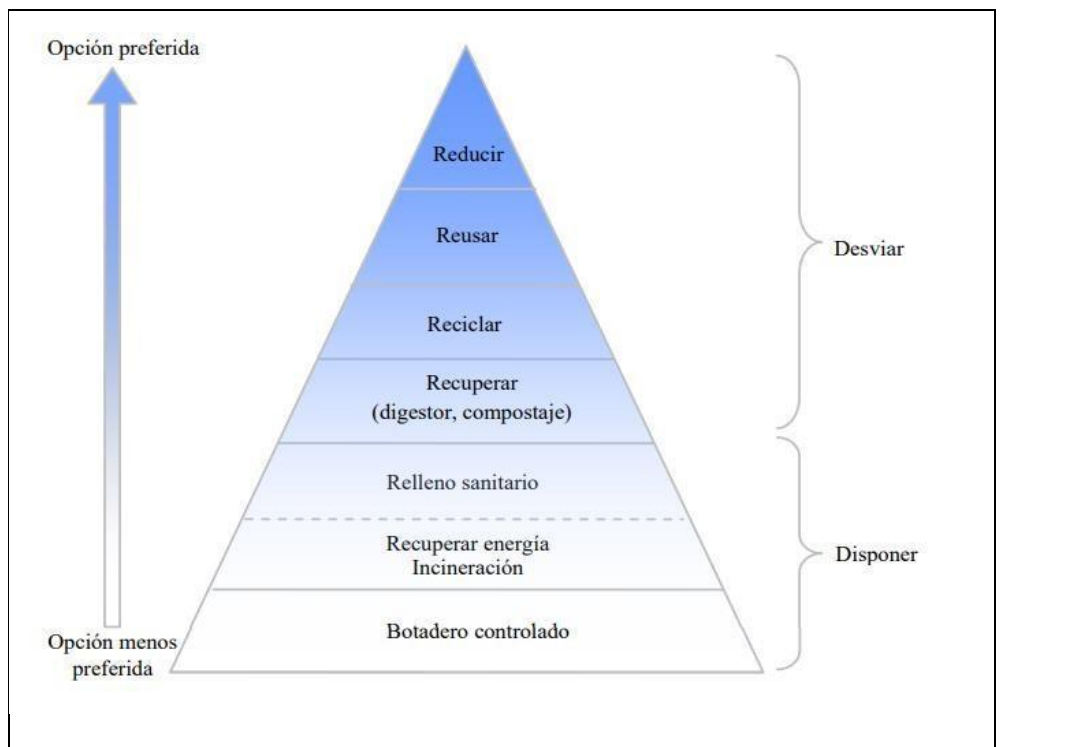 Opción preferida
Reducir
Reusar
Desviar
Reciclar
Recuperar
(digestor, compostaje)
Relleno sanitario
Recuperar energía
Incineración
Disponer
Botadero controlado
Opción menos
preferida